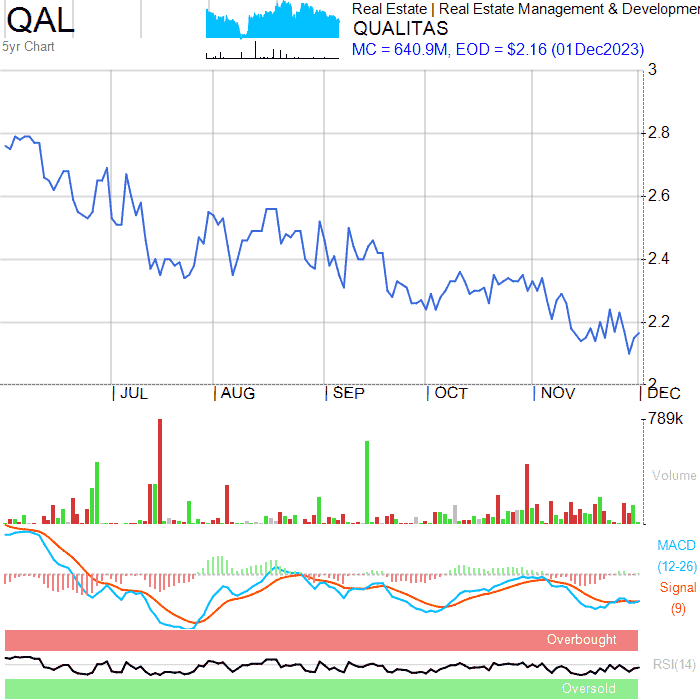 QAL
5yr Chart
Real Estate | Real Estate Management & Developmen
QUALITAS
MC = 640.9M, EOD = $2.16 (01Dec2023)
3
2.8
2.6
2.4
2.2
2
JUL AUG SEP OCT NOV DEC
789k
Volume
MACD
(12-26)
Signal
(9)
Overbought
RSI(14)
Oversold